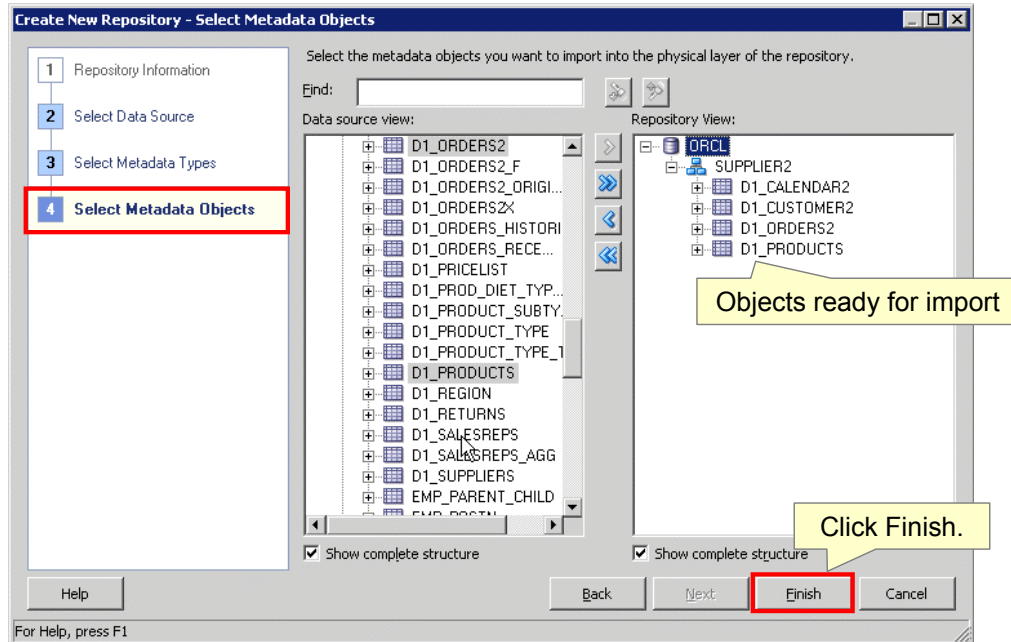 Create New Repository - Select Metadata Objects
1 Repository Information
2 Select Data Source
3 Select Metadata Types
4 Select Metadata Objects
Select the metadata objects you want to import into the physical layer of the repository.
Find:
Data source view:
D1_ORDERS2
D1_ORDERS2_F
D1_ORDERS2_ORIGI...
D1_ORDERS2X
D1_ORDERS_HISTORI
D1_ORDERS_RECE...
D1_PRICELIST
D1_PROD_DIET_TYP...
D1_PRODUCT_SUBTY.
D1_PRODUCT_TYPE
D1_PRODUCT_TYPE_T
D1_PRODUCTS
D1_REGION
D1_RETURNS
D1_SALESREPS
D1_SALESREPS_AGG
D1_SUPPLIERS
EMP_PARENT_CHILD
Show complete structure
Repository View:
ORCL
SUPPLIER2
D1_CALENDAR2
D1_CUSTOMER2
D1_ORDERS2
D1_PRODUCTS
Objects ready for import
Click Finish.
Show complete structure
Help
Back
Next
Finish
Cancel
For Help, press F1